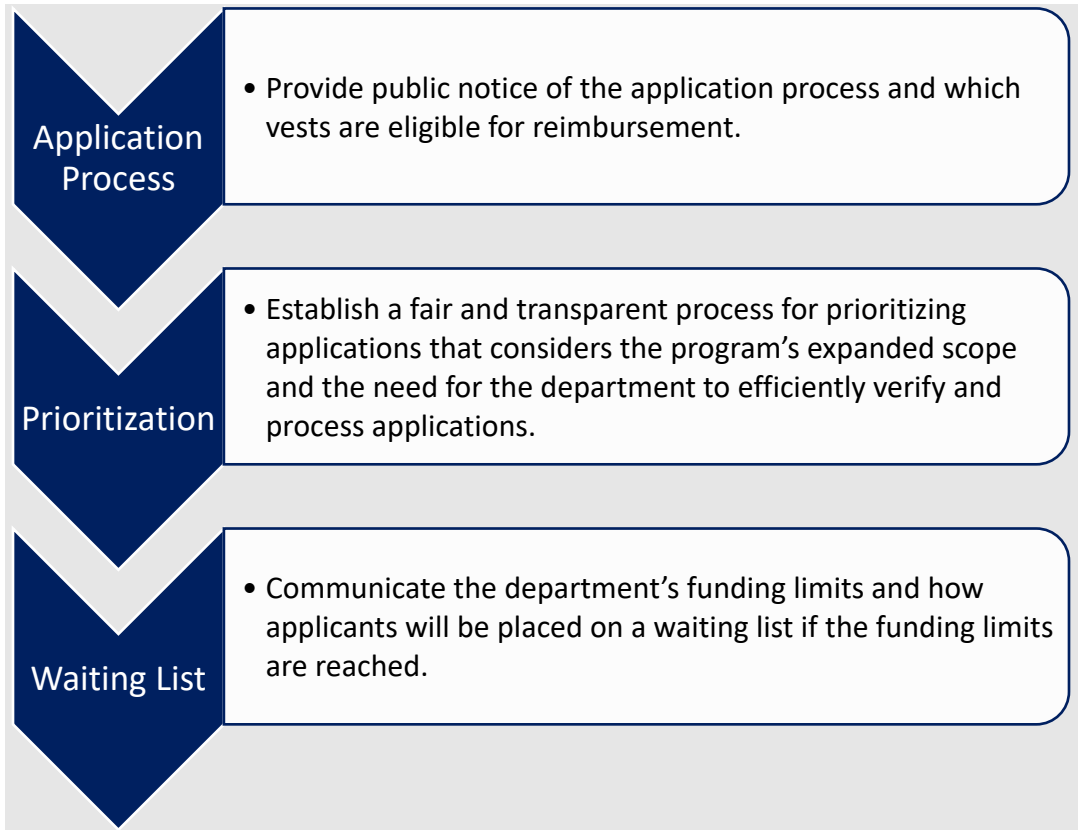 Application
Process
• Provide public notice of the application process and which
vests are eligible for reimbursement.
Prioritization
• Establish a fair and transparent process for prioritizing
applications that considers the program’s expanded scope
and the need for the department to efficiently verify and
process applications.
Waiting List
• Communicate the department’s funding limits and how
applicants will be placed on a waiting list if the funding limits
are reached.